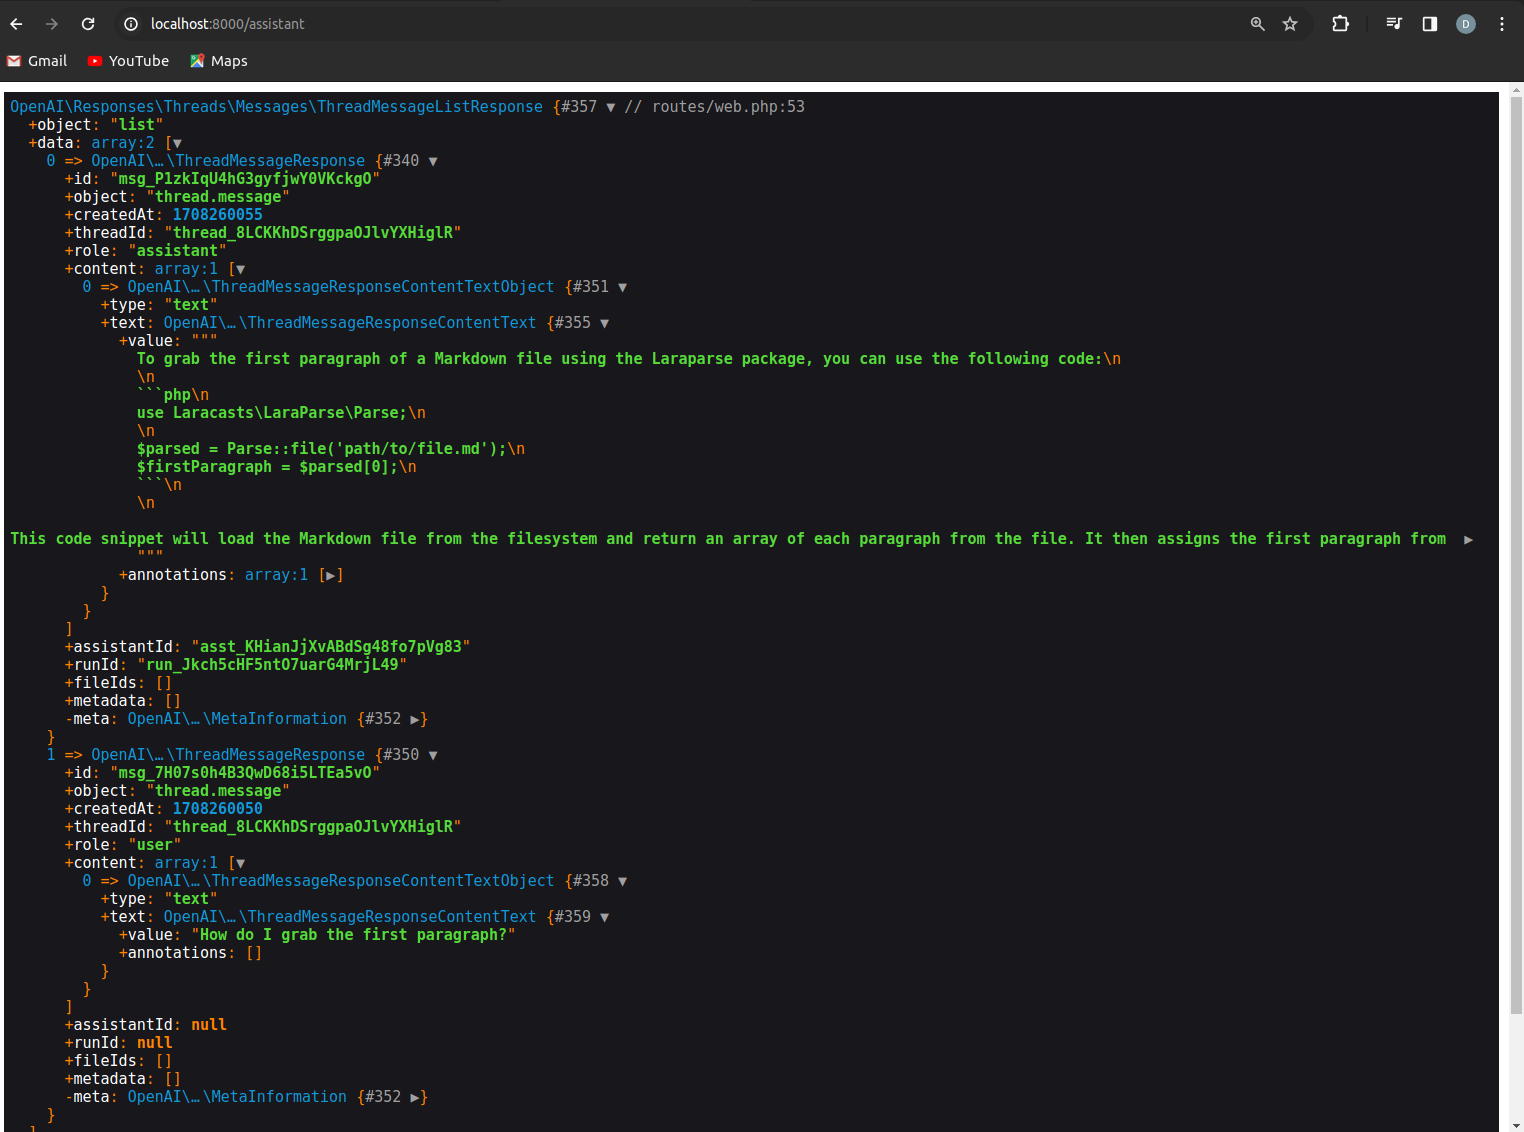 localhost:8000/assistant
D
Gmail YouTube Maps
OpenAI\Responses\Threads\Messages\ThreadMessageListResponse {#357 ▼ // routes/web.php:53
+object: "list"
+data: array:2 [▼
0 => OpenAI\…\ThreadMessageResponse {#340 ▼
+id: "msg_P1zkIqU4hG3gyfjwY0VKckgO"
+object: "thread.message"
+createdAt: 1708260055
+threadId: "thread_8LCKKhDSrggpaOJlvYXHiglR"
+role: "assistant"
+content: array:1 [▼
0 => OpenAI\…\ThreadMessageResponseContentTextObject {#351 ▼
+type: "text"
+text: OpenAI\…\ThreadMessageResponseContentText {#355 ▼
+value: """
To grab the first paragraph of a Markdown file using the Laraparse package, you can use the following code:\n
\n
```php\n
use Laracasts\LaraParse\Parse;\n
\n
$parsed = Parse::file('path/to/file.md');\n
$firstParagraph = $parsed[0];\n
```\n
\n
This code snippet will load the Markdown file from the filesystem and return an array of each paragraph from the file. It then assigns the first paragraph from ▶
"""
+annotations: array:1 [▶]
}
}
]
+assistantId: "asst_KHianJjXvABdSg48fo7pVg83"
+runId: "run_Jkch5cHF5ntO7uarG4MrjL49"
+fileIds: []
+metadata: []
-meta: OpenAI\…\MetaInformation {#352 ▶}
}
1 => OpenAI\…\ThreadMessageResponse {#350 ▼
+id: "msg_7H07s0h4B3QwD68i5LTEa5vO"
+object: "thread.message"
+createdAt: 1708260050
+threadId: "thread_8LCKKhDSrggpaOJlvYXHiglR"
+role: "user"
+content: array:1 [▼
0 => OpenAI\…\ThreadMessageResponseContentTextObject {#358 ▼
+type: "text"
+text: OpenAI\…\ThreadMessageResponseContentText {#359 ▼
+value: "How do I grab the first paragraph?"
+annotations: []
}
}
]
+assistantId: null
+runId: null
+fileIds: []
+metadata: []
-meta: OpenAI\…\MetaInformation {#352 ▶}
}
]